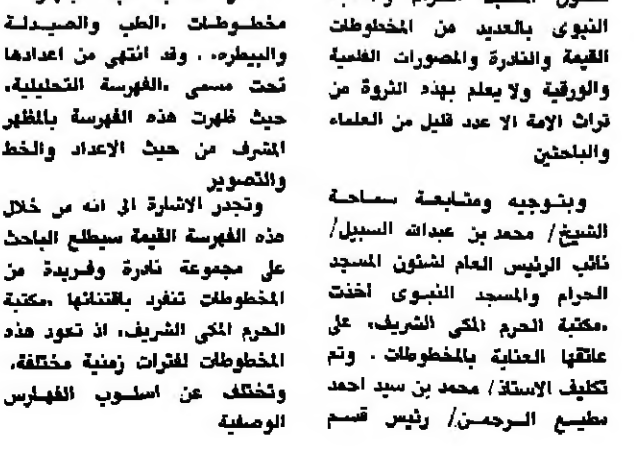 النبوى بالعديد من المخطوطات
القيمة والنادرة والمصورات الفلمية
والورقية ولا يعلم بهذه الثروة من
تراث الامة الا عدد قليل من العلماء
والباحثين
وبتوجيه ومتابعة سماحة
الشيخ/ محمد بن عبدالله السبيل/
نائب الرئيس العام لشئون المسجد
الحرام والمسجد النبوى اخذت
«مكتبة الحرم المكى الشريف» على
عاتقها العناية بالمخطوطات . وتم
تكليف الاستاذ/ محمد بن سيد احمد
مطيع الرحمن/ رئيس قسم
مخطوطات «الطب والصيدلة
والبيطره» . وقد انتهى من اعدادها
تحت مسمى «الفهرسة التحليلية»
حيث ظهرت هذه الفهرسة بالمظهر
المشرف من حيث الاعداد والخط
والتصوير
وتجدر الاشارة الى انه من خلال
هذه الفهرسة القيمة سيطلع الباحث
على مجموعة نادرة وفريدة من
المخطوطات تنفرد باقتنائها «مكتبة
الحرم المكى الشريف» اذ تعود هذه
المخطوطات لفترات زمنية مختلفة،
وتختلف عن اسلوب الفهارس
الوصفية